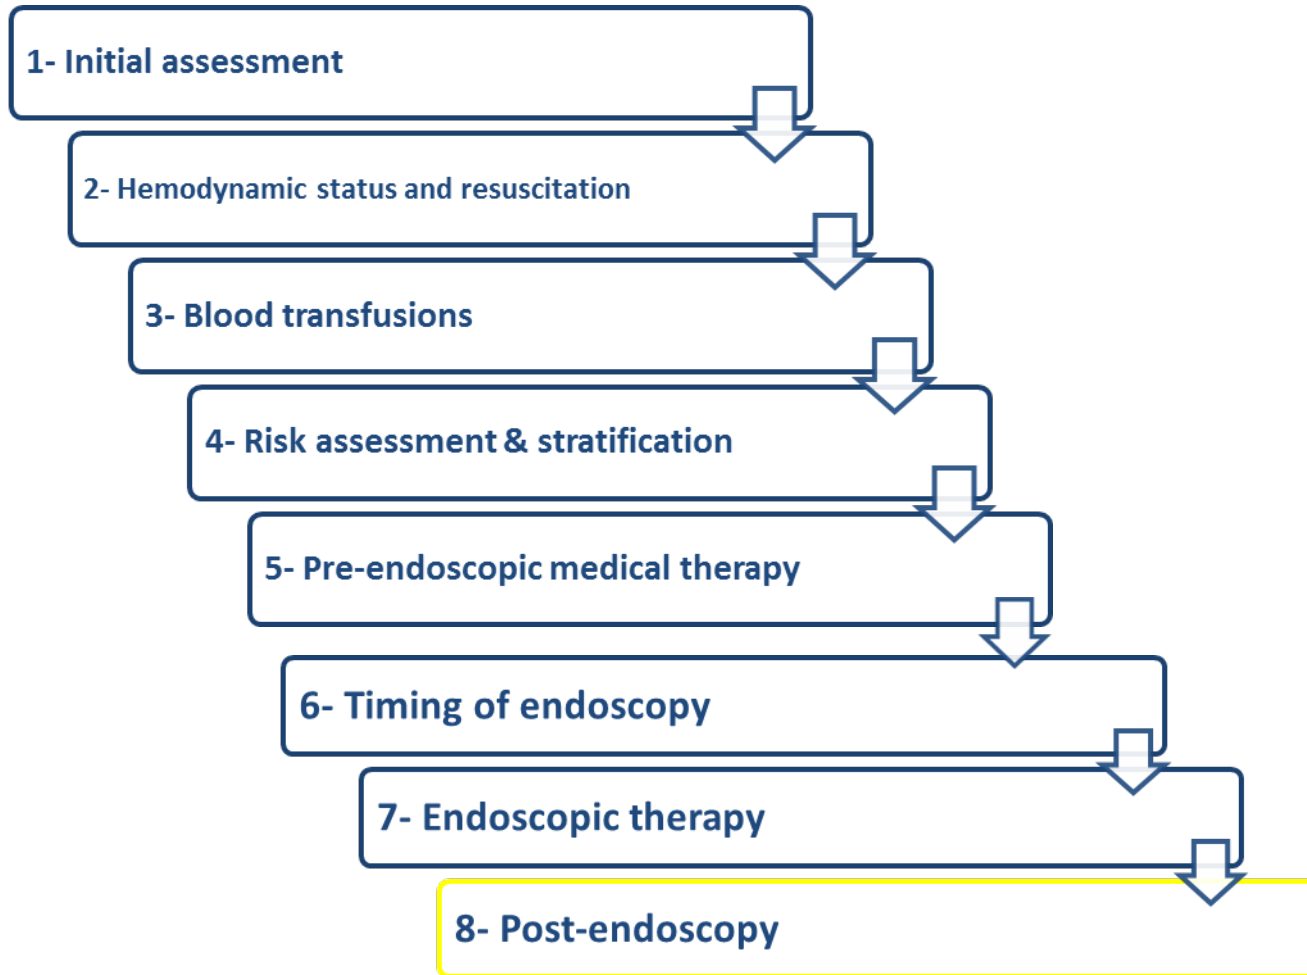 1- Initial assessment
2- Hemodynamic status and resuscitation
3- Blood transfusions
4- Risk assessment & stratification
5- Pre-endoscopic medical therapy
6- Timing of endoscopy
7- Endoscopic therapy
8- Post-endoscopy